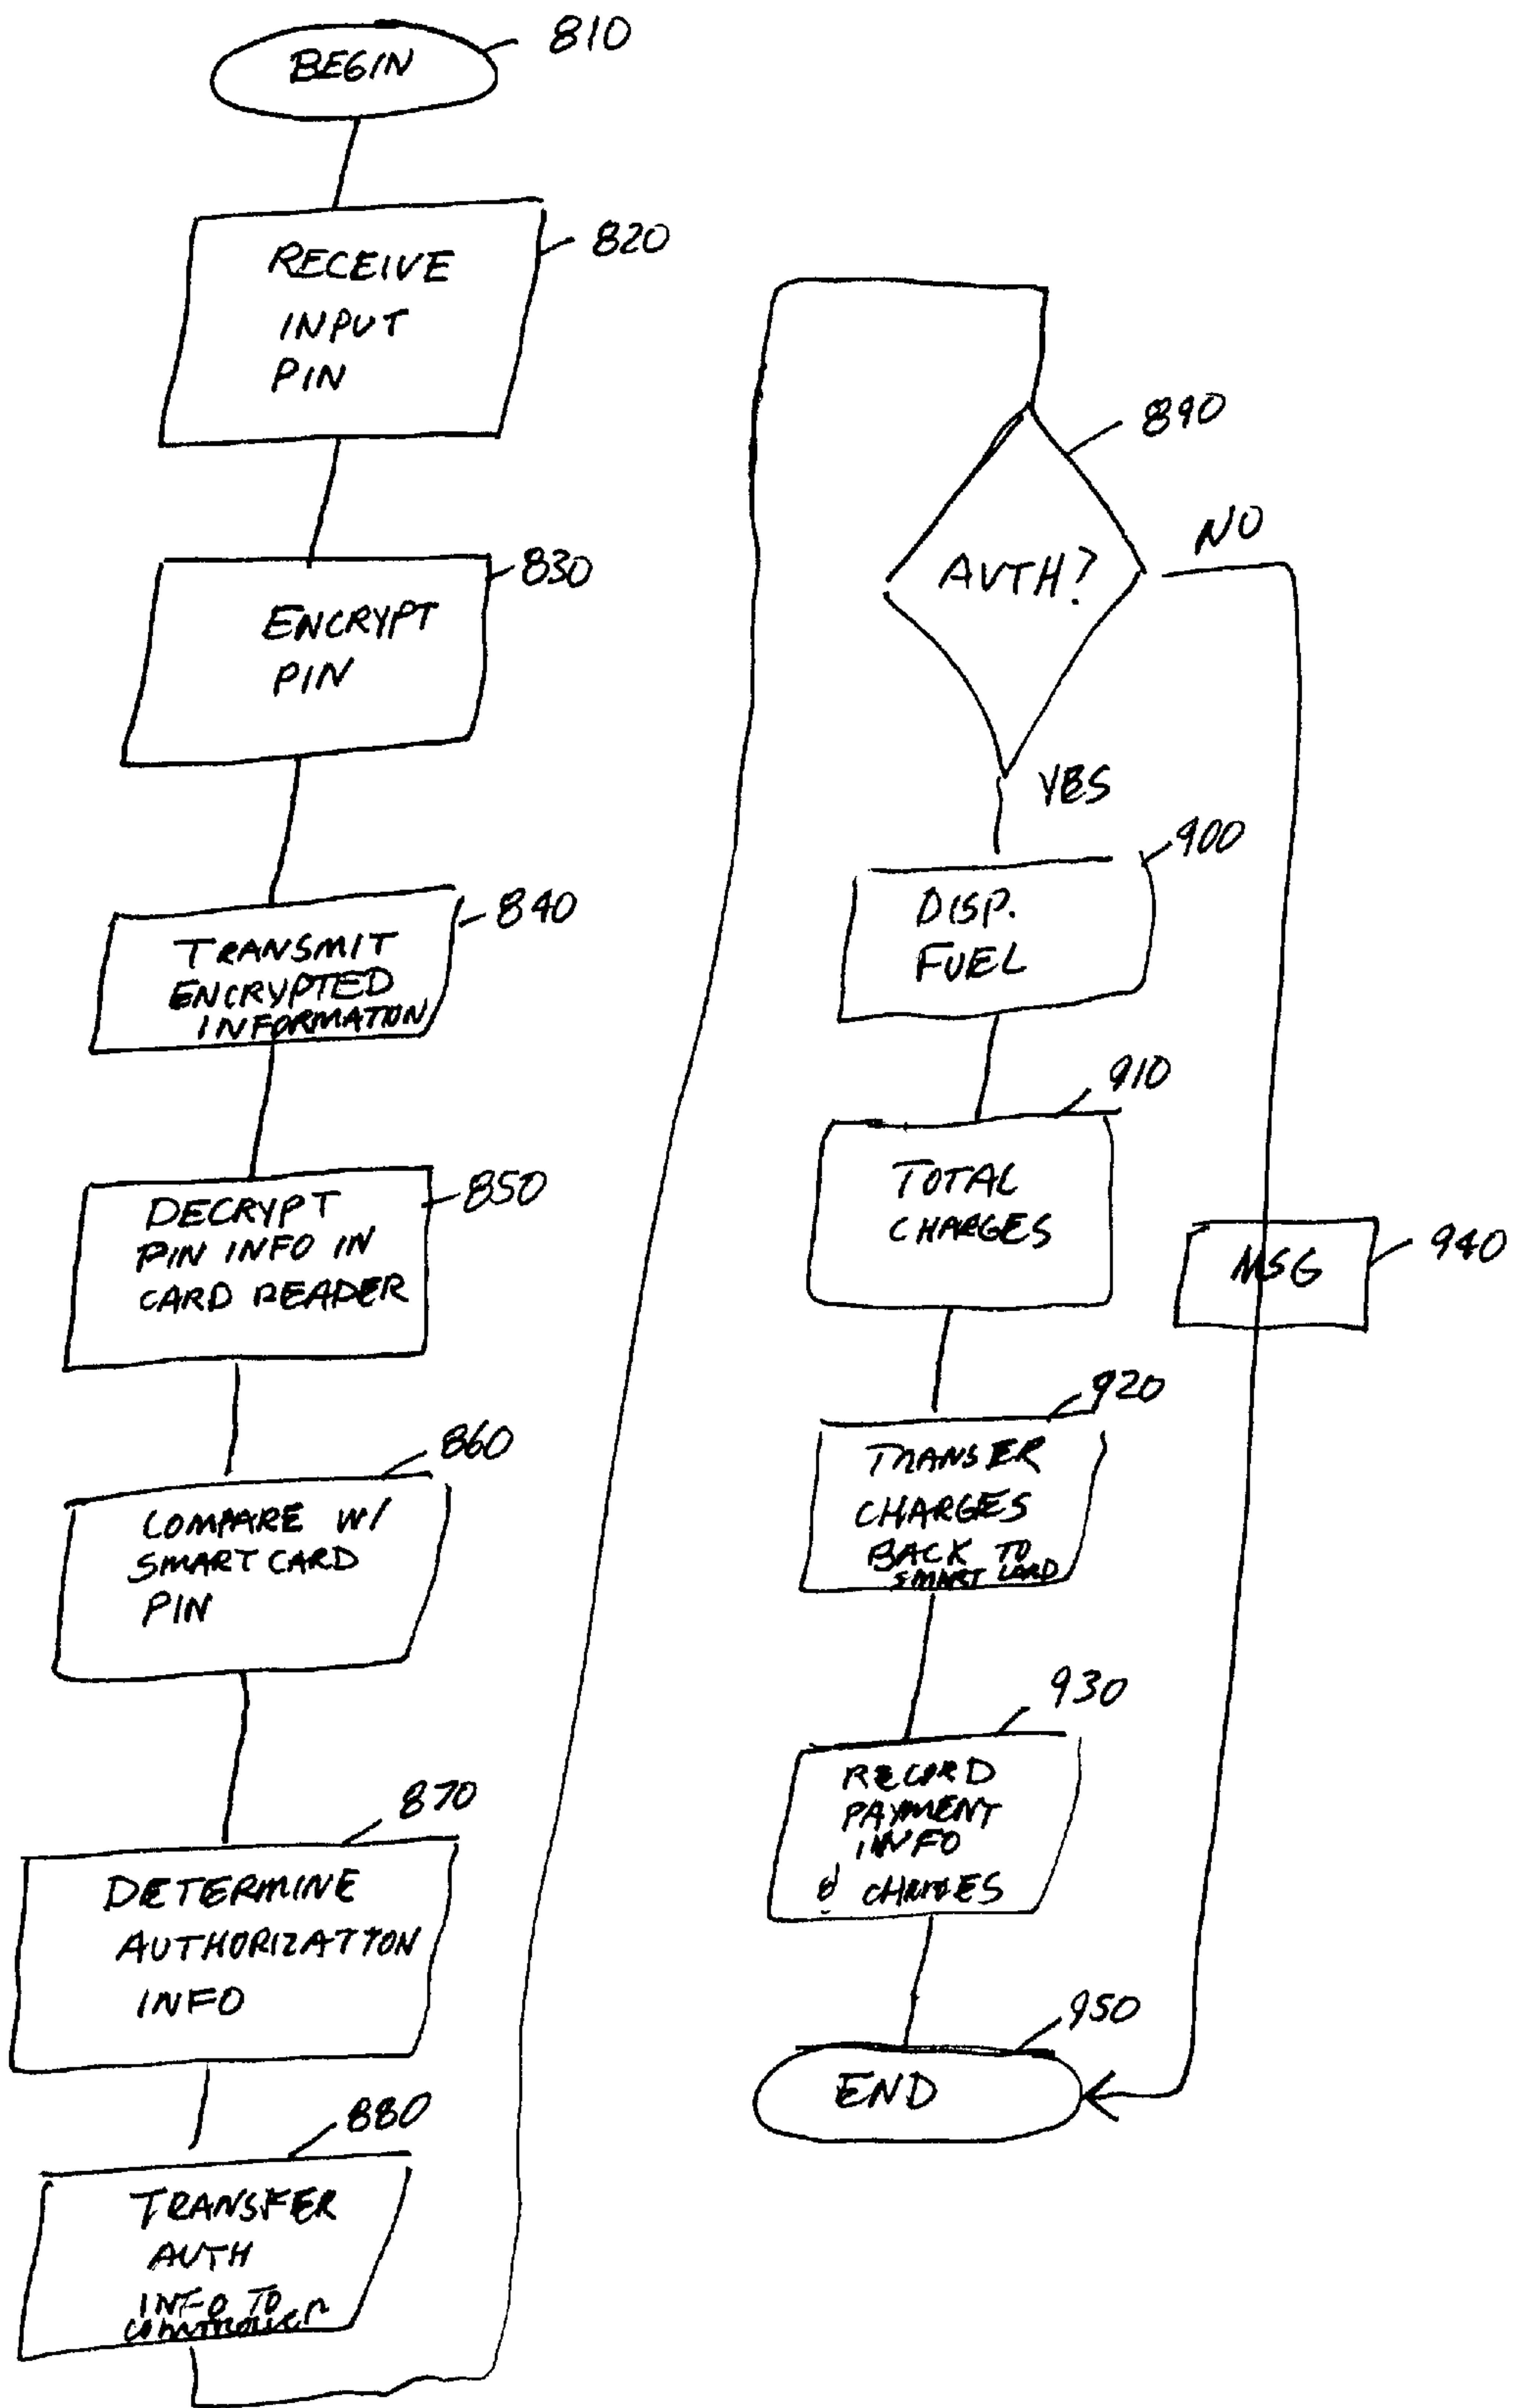 BEGIN
810
RECEIVE
INPUT
PIN
820
ENCRYPT
PIN
830
TRANSMIT
ENCRYPTED
INFORMATION
840
DECRYPT
PIN INFO IN
CARD READER
850
COMPARE W/
SMART CARD
PIN
860
DETERMINE
AUTHORIZATION
INFO
870
TRANSFER
AUTH
INFO TO
CONTROLLER
880
AUTH?
890
NO
YES
DISP.
FUEL
900
TOTAL
CHARGES
910
TRANSER
CHARGES
BACK TO
SMART CARD
920
RECORD
PAYMENT
INFO
& CHARGES
930
MSG
940
END
950